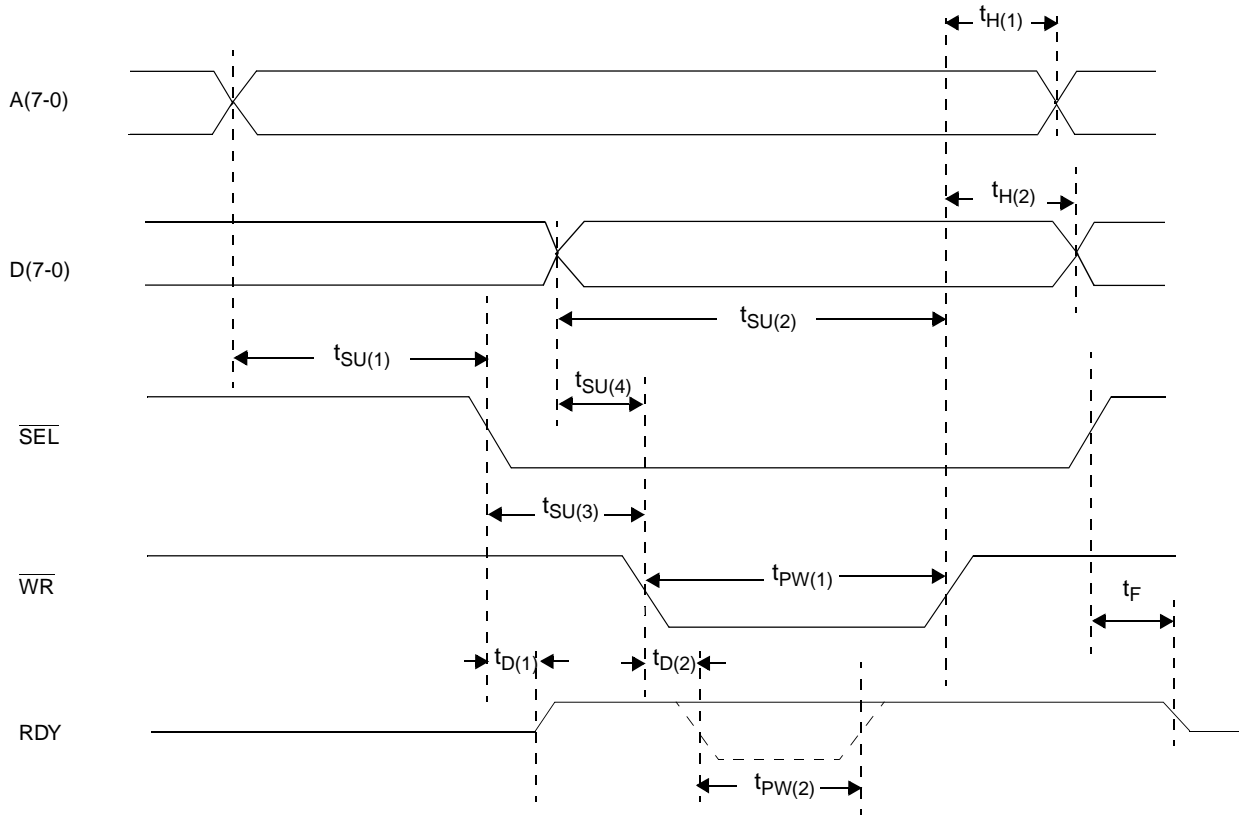 tH(1)
A(7-0)
tH(2)
D(7-0)
tSU(2)
tSU(1)
tSU(4)
SEL
tSU(3)
tPW(1)
WR
tF
tD(1)
tD(2)
RDY
tPW(2)